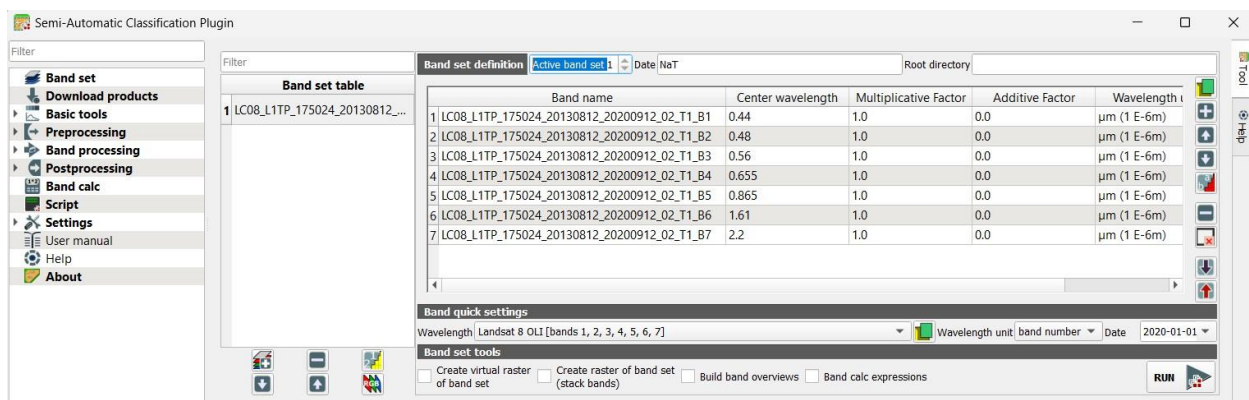 Semi-Automatic Classification Plugin
Filter
Band set
Download products
Basic tools
Preprocessing
Band processing
Postprocessing
Band calc
Script
Settings
User manual
Help
About
Filter
Band set table
1 LC08_L1TP_175024_20130812_...
Band set definition Active band set 1 Date NaT Root directory
Band name Center wavelength Multiplicative Factor Additive Factor Wavelength
1 LC08_L1TP_175024_20130812_20200912_02_T1_B1 0.44 1.0 0.0 µm (1 E-6m)
2 LC08_L1TP_175024_20130812_20200912_02_T1_B2 0.48 1.0 0.0 µm (1 E-6m)
3 LC08_L1TP_175024_20130812_20200912_02_T1_B3 0.56 1.0 0.0 µm (1 E-6m)
4 LC08_L1TP_175024_20130812_20200912_02_T1_B4 0.655 1.0 0.0 µm (1 E-6m)
5 LC08_L1TP_175024_20130812_20200912_02_T1_B5 0.865 1.0 0.0 µm (1 E-6m)
6 LC08_L1TP_175024_20130812_20200912_02_T1_B6 1.61 1.0 0.0 µm (1 E-6m)
7 LC08_L1TP_175024_20130812_20200912_02_T1_B7 2.2 1.0 0.0 µm (1 E-6m)
Band quick settings
Wavelength Landsat 8 OLI [bands 1, 2, 3, 4, 5, 6, 7] Wavelength unit band number Date 2020-01-01
Band set tools
Create virtual raster
of band set
Create raster of band set
(stack bands)
Build band overviews
Band calc expressions
RUN
RGB
Tool
Help